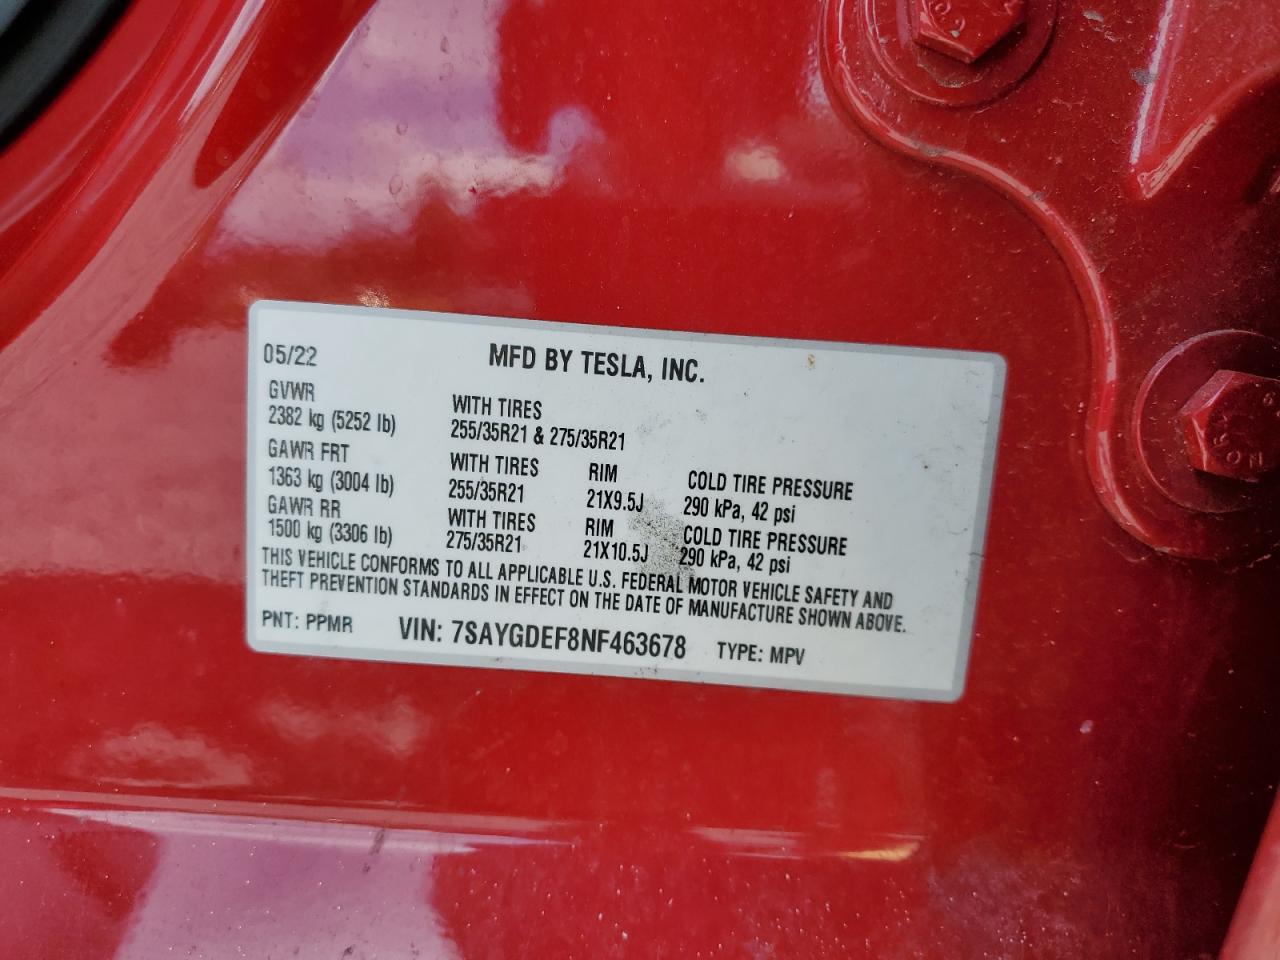 05/22 MFD BY TESLA, INC.
GVWR
2382 kg (5252 lb)
WITH TIRES
255/35R21 & 275/35R21
GAWR FRT
1363 kg (3004 lb)
WITH TIRES
255/35R21
RIM
21X9.5J
COLD TIRE PRESSURE
290 kPa, 42 psi
GAWR RR
1500 kg (3306 lb)
WITH TIRES
275/35R21
RIM
21X10.5J
COLD TIRE PRESSURE
290 kPa, 42 psi
THIS VEHICLE CONFORMS TO ALL APPLICABLE U.S. FEDERAL MOTOR VEHICLE SAFETY AND
THEFT PREVENTION STANDARDS IN EFFECT ON THE DATE OF MANUFACTURE SHOWN ABOVE.
PNT: PPMR VIN: 7SAYGDEF8NF463678 TYPE: MPV